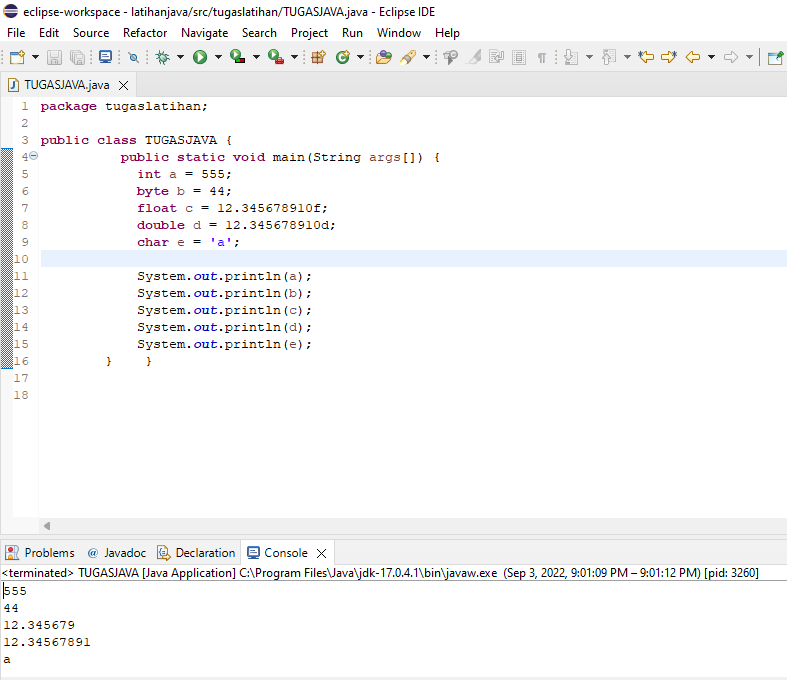 eclipse-workspace - latihanjava/src/tugaslatihan/TUGASJAVA.java - Eclipse IDE
File Edit Source Refactor Navigate Search Project Run Window Help
TUGASJAVA.java
1 package tugaslatihan;
2
3 public class TUGASJAVA {
4 public static void main(String args[]) {
5 int a = 555;
6 byte b = 44;
7 float c = 12.345678910f;
8 double d = 12.345678910d;
9 char e = 'a';
10
11 System.out.println(a);
12 System.out.println(b);
13 System.out.println(c);
14 System.out.println(d);
15 System.out.println(e);
16 } }
17
18
Problems @ Javadoc Declaration Console
<terminated> TUGASJAVA [Java Application] C:\Program Files\Java\jdk-17.0.4.1\bin\javaw.exe (Sep 3, 2022, 9:01:09 PM – 9:01:12 PM) [pid: 3260]
555
44
12.345679
12.34567891
a